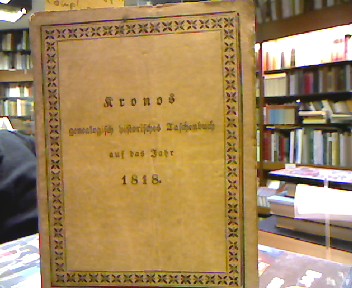 Kronos
genealogisch historisches Taschenbuch
auf das Jahr
1818.